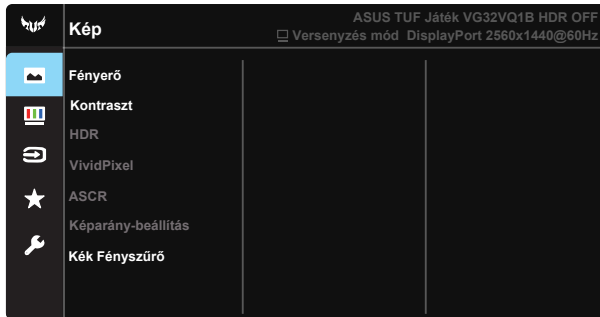 Kép
ASUS TUF Játék VG32VQ1B HDR OFF
Versenyzés mód DisplayPort 2560x1440@60Hz
Fényerő
Kontraszt
HDR
VividPixel
ASCR
Képarány-beállítás
Kék Fényszűrő